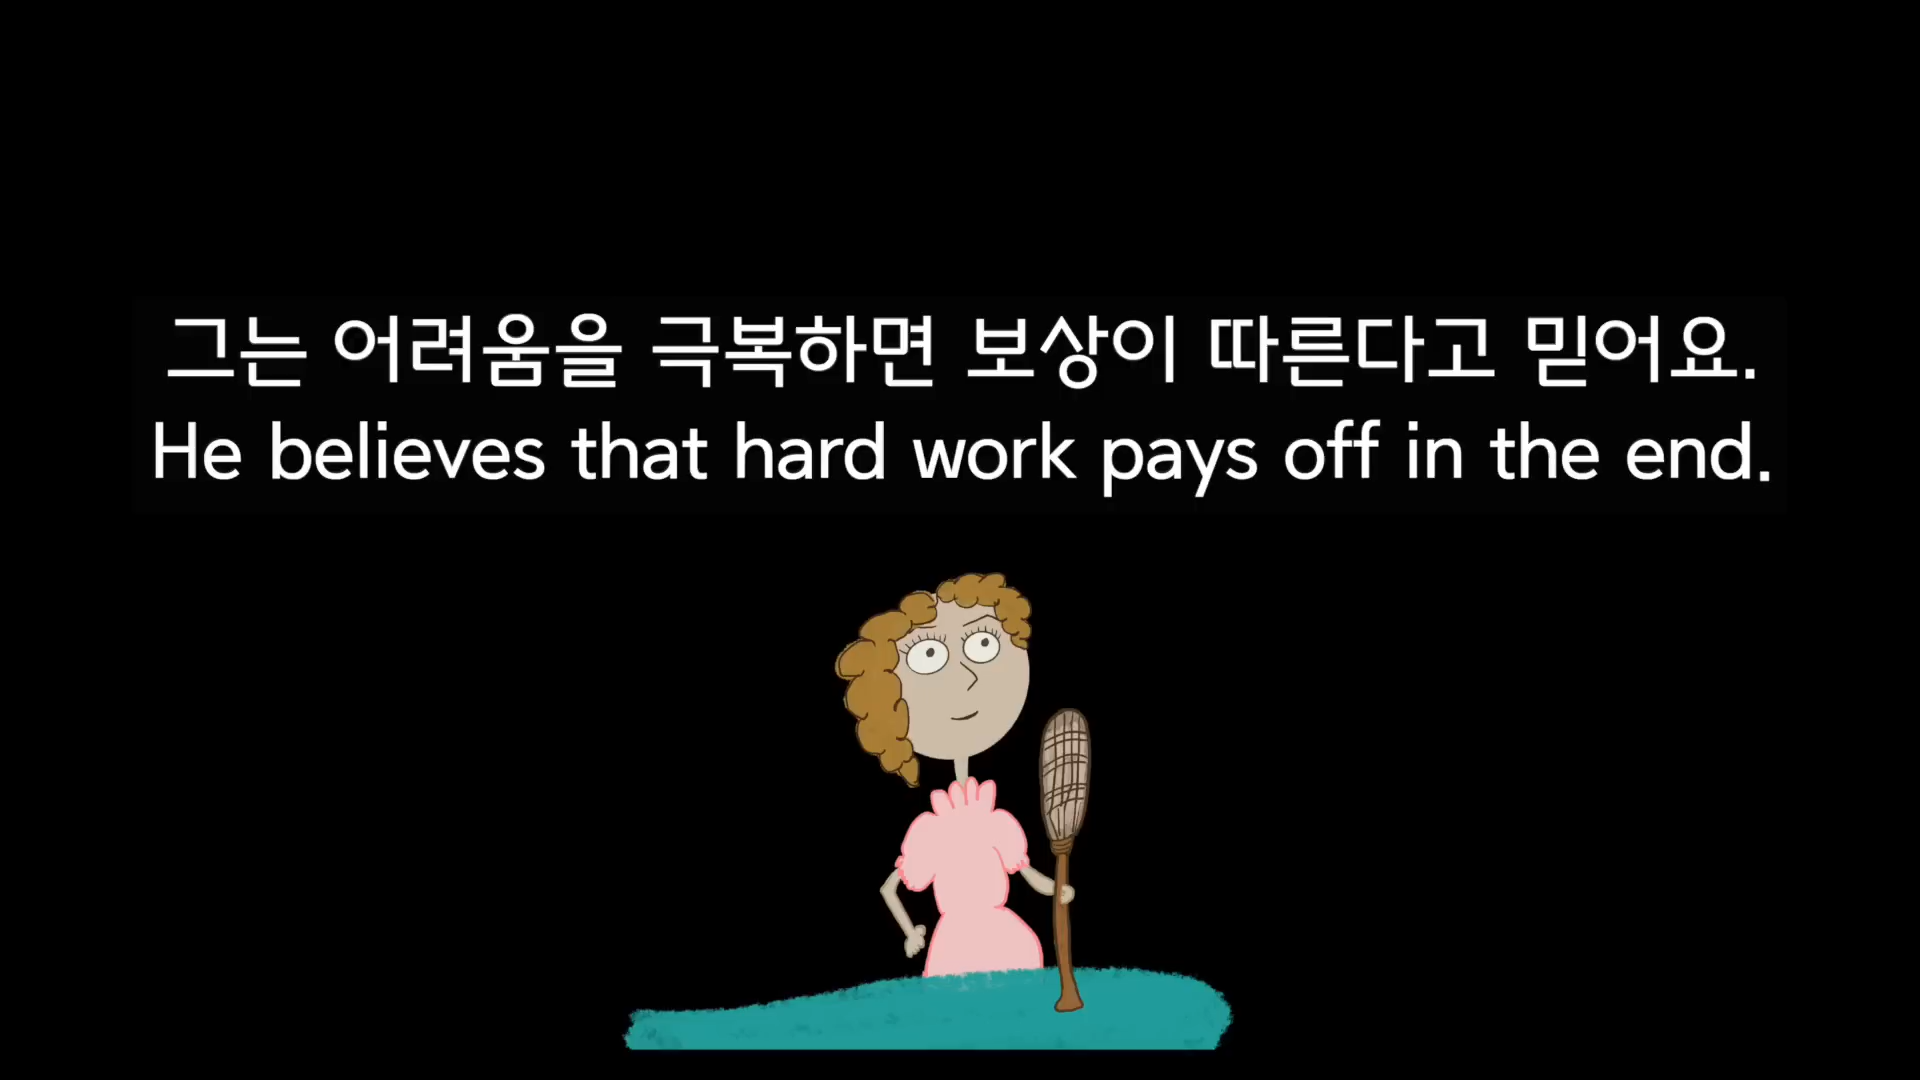 그는 어려움을 극복하면 보상이 따른다고 믿어요.
He believes that hard work pays off in the end.